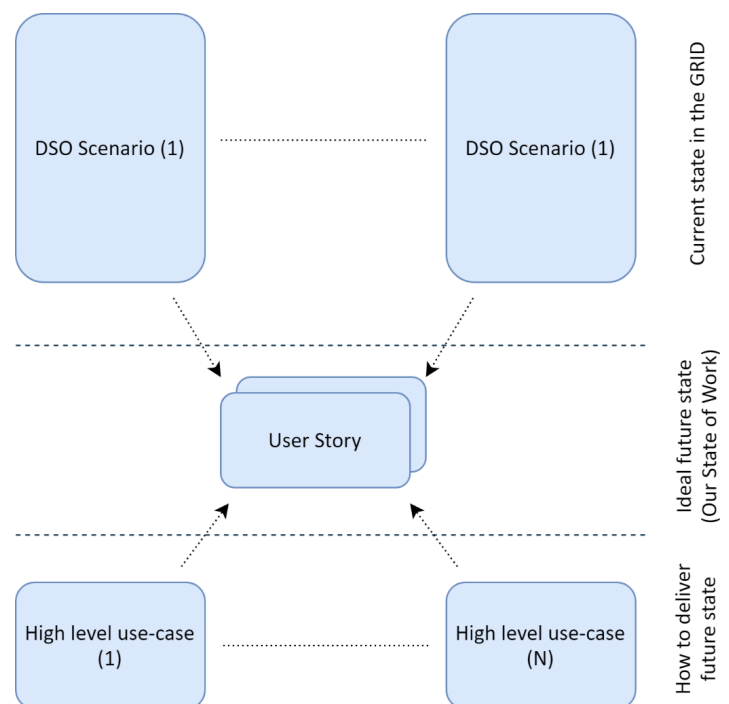 DSO Scenario (1)
DSO Scenario (1)
Current state in the GRID
User Story
Ideal future state
(Our State of Work)
High level use-case
(1)
High level use-case
(N)
How to deliver
future state